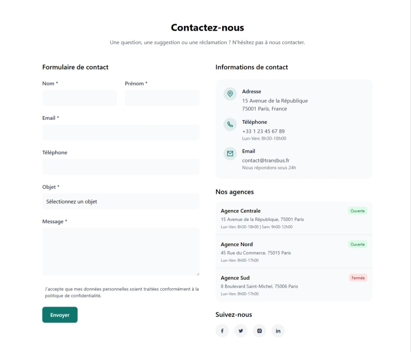 Contactez-nous
Une question, une suggestion ou une réclamation ? N'hésitez pas à nous contacter.
Formulaire de contact
Nom *
Prénom *
Email *
Téléphone
Objet *
Sélectionnez un objet
Message *
J'accepte que mes données personnelles soient traitées conformément à la
politique de confidentialité.
Envoyer
Informations de contact
Adresse
15 Avenue de la République
75001 Paris, France
Téléphone
+33 1 23 45 67 89
Lun-Ven: 8h30-18h00
Email
contact@transbus.fr
Nous répondons sous 24h
Nos agences
Agence Centrale
Ouverte
15 Avenue de la République, 75001 Paris
Lun-Ven: 8h30-18h00 | Sam: 9h00-12h00
Agence Nord
Ouverte
45 Rue du Commerce, 75015 Paris
Lun-Ven: 9h00-17h00
Agence Sud
Fermée
8 Boulevard Saint-Michel, 75006 Paris
Lun-Ven: 9h00-17h00
Suivez-nous